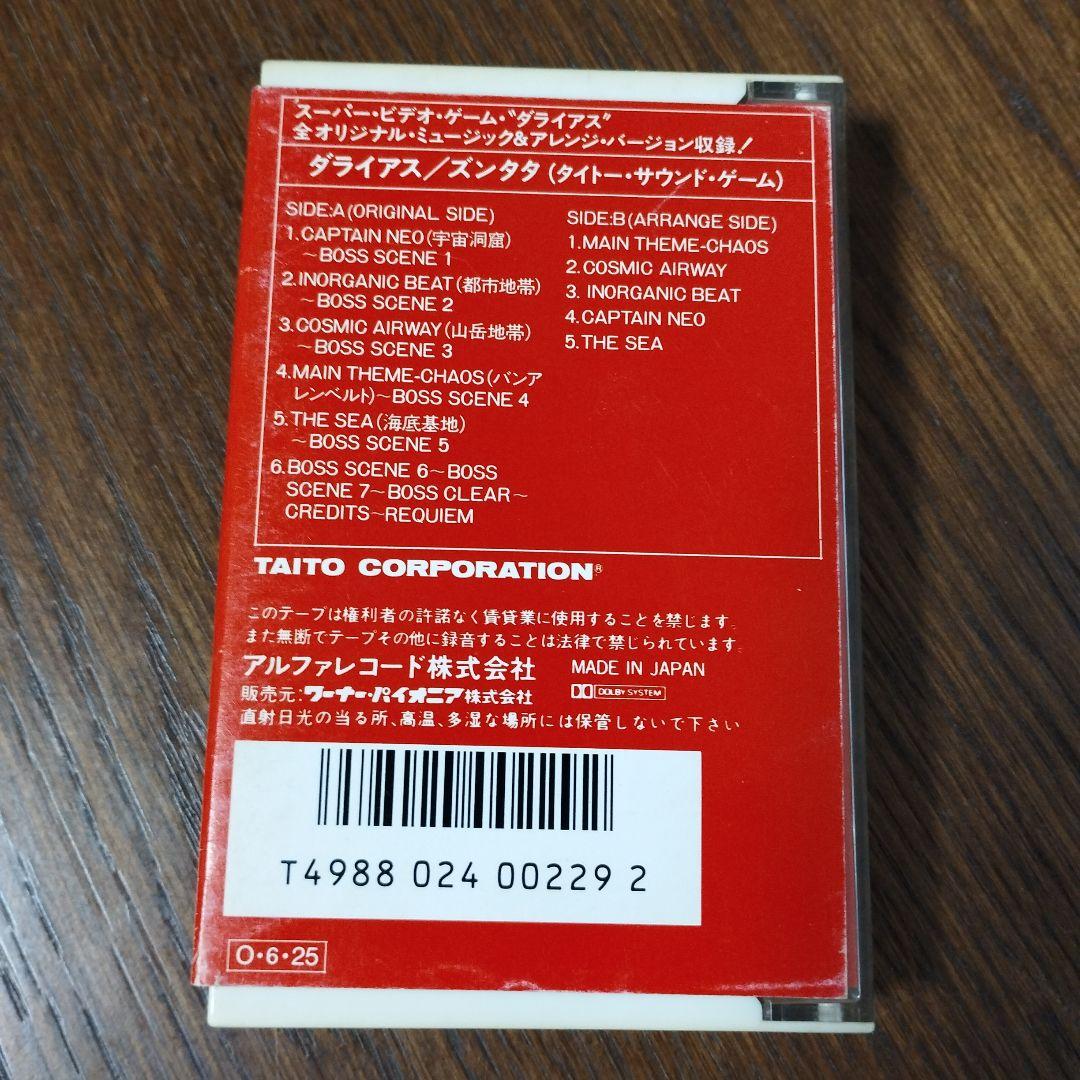 スーパー・ビデオ・ゲーム・"ダライアス"
全オリジナル・ミュージック&アレンジ・バージョン収録!
ダライアス/ズンタタ(タイトー・サウンド・ゲーム)
SIDE:A(ORIGINAL SIDE)
1.CAPTAIN NEO(宇宙洞窟)
~BOSS SCENE 1
2.INORGANIC BEAT(都市地帯)
~BOSS SCENE 2
3.COSMIC AIRWAY(山岳地帯)
~BOSS SCENE 3
4.MAIN THEME-CHAOS(バンア
レンベルト)~BOSS SCENE 4
5.THE SEA(海底基地)
~BOSS SCENE 5
6.BOSS SCENE 6~BOSS
SCENE 7~BOSS CLEAR~
CREDITS~REQUIEM
SIDE:B(ARRANGE SIDE)
1.MAIN THEME-CHAOS
2.COSMIC AIRWAY
3. INORGANIC BEAT
4.CAPTAIN NEO
5.THE SEA
TAITO CORPORATION®
このテープは権利者の許諾なく賃貸業に使用することを禁じます。
また無断でテープその他に録音することは法律で禁じられています。
アルファレコード株式会社
MADE IN JAPAN
販売元:ワーナー・パイオニア株式会社
DOLBY SYSTEM
直射日光の当る所、高温、多湿な場所には保管しないで下さい
T4988 024 00229 2
O・6・25